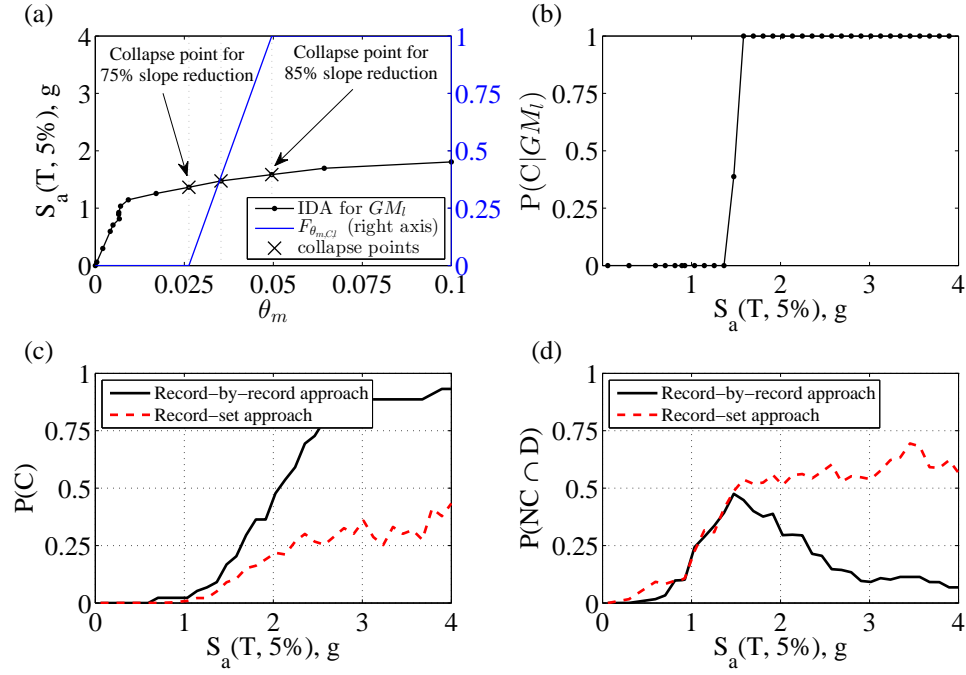 (a)
4
3
2
1
0
S_a(T, 5%), g
Collapse point for
75% slope reduction
Collapse point for
85% slope reduction
1
0.75
0.5
0.25
0
IDA for GM_l
F_θ_m,C,l (right axis)
collapse points
0 0.025 0.05 0.075 0.1
θ_m
(b)
1
0.75
0.5
0.25
0
P(C|GM_l)
1 2 3 4
S_a(T, 5%), g
(c)
1
0.75
0.5
0.25
0
P(C)
Record−by−record approach
Record−set approach
0 1 2 3 4
S_a(T, 5%), g
(d)
1
0.75
0.5
0.25
0
P(NC ∩ D)
Record−by−record approach
Record−set approach
0 1 2 3 4
S_a(T, 5%), g